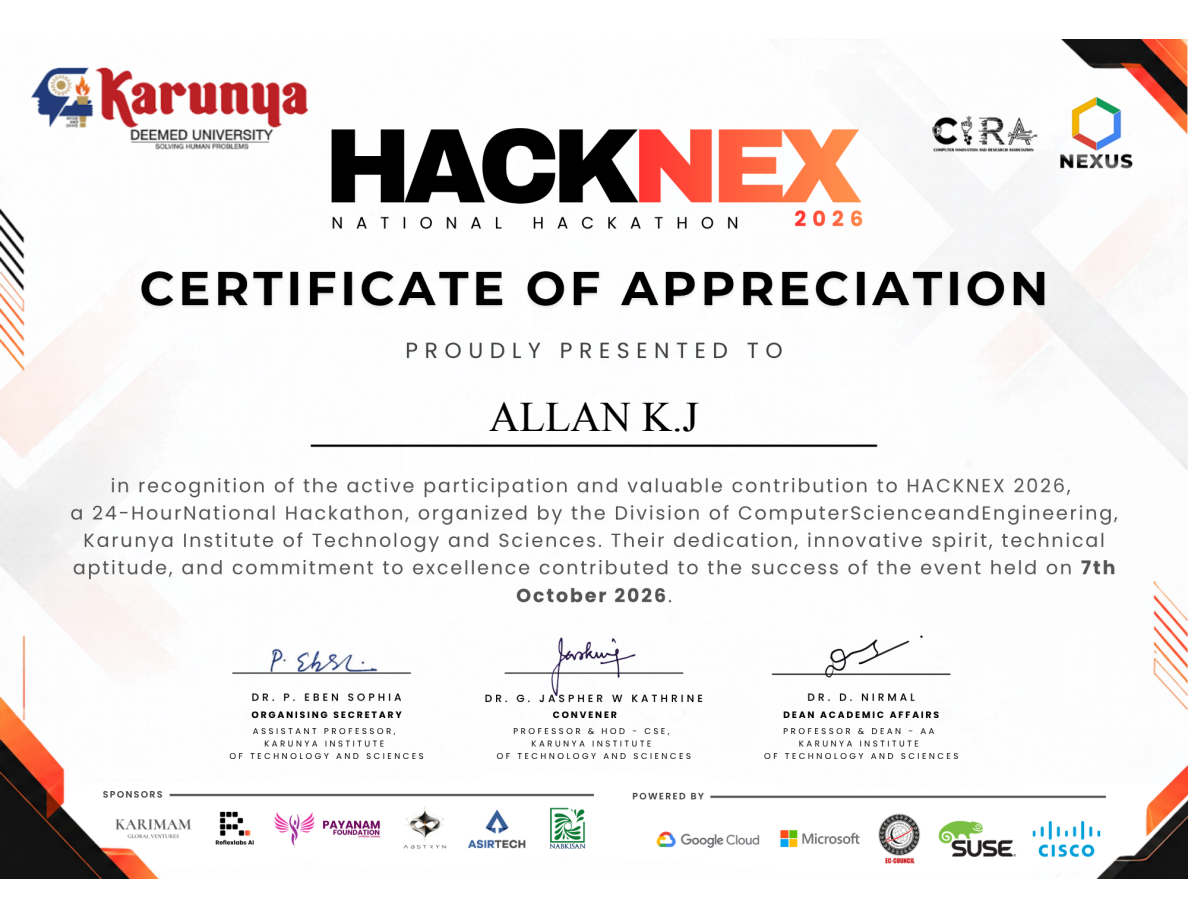 Karunya
DEEMED UNIVERSITY
SOLVING HUMAN PROBLEMS
CIRA
COMPUTER INNOVATION AND RESEARCH ASSOCIATION
NEXUS
HACKNEX
NATIONAL HACKATHON 2026
CERTIFICATE OF APPRECIATION
PROUDLY PRESENTED TO
ALLAN K.J
in recognition of the active participation and valuable contribution to HACKNEX 2026,
a 24-HourNational Hackathon, organized by the Division of ComputerScienceandEngineering,
Karunya Institute of Technology and Sciences. Their dedication, innovative spirit, technical
aptitude, and commitment to excellence contributed to the success of the event held on 7th
October 2026.
DR. P. EBEN SOPHIA
ORGANISING SECRETARY
ASSISTANT PROFESSOR,
KARUNYA INSTITUTE
OF TECHNOLOGY AND SCIENCES
DR. G. JASPHER W KATHRINE
CONVENER
PROFESSOR & HOD - CSE,
KARUNYA INSTITUTE
OF TECHNOLOGY AND SCIENCES
DR. D. NIRMAL
DEAN ACADEMIC AFFAIRS
PROFESSOR & DEAN - AA
KARUNYA INSTITUTE
OF TECHNOLOGY AND SCIENCES
SPONSORS
KARIMAM
GLOBAL VENTURES
Reflexlabs AI
PAYANAM
FOUNDATION
ABSTRYN
ASIRTECH
NABKISAN
POWERED BY
Google Cloud
Microsoft
EC-COUNCIL
SUSE
CISCO